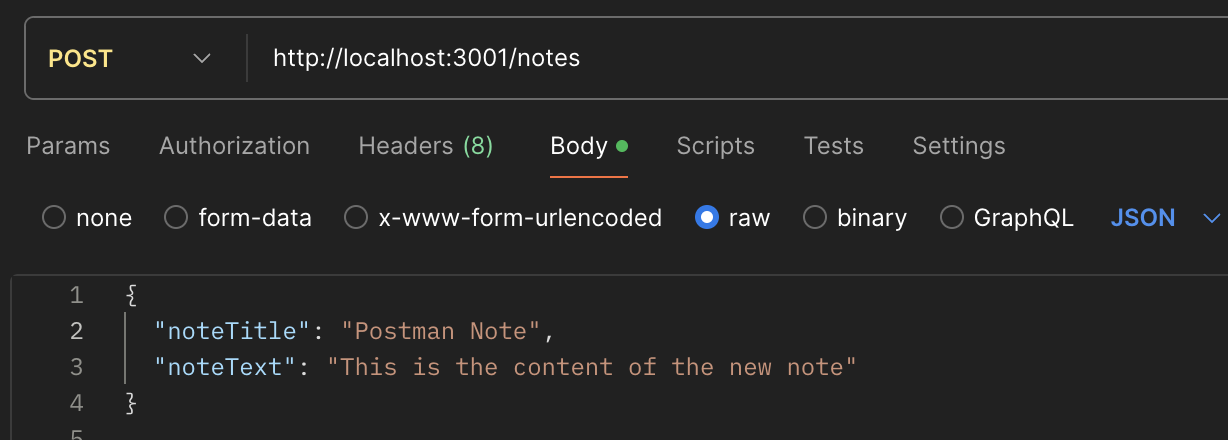 POST http://localhost:3001/notes
Params Authorization Headers (8) Body Scripts Tests Settings
none form-data x-www-form-urlencoded raw binary GraphQL JSON
1 {
2 "noteTitle": "Postman Note",
3 "noteText": "This is the content of the new note"
4 }
5